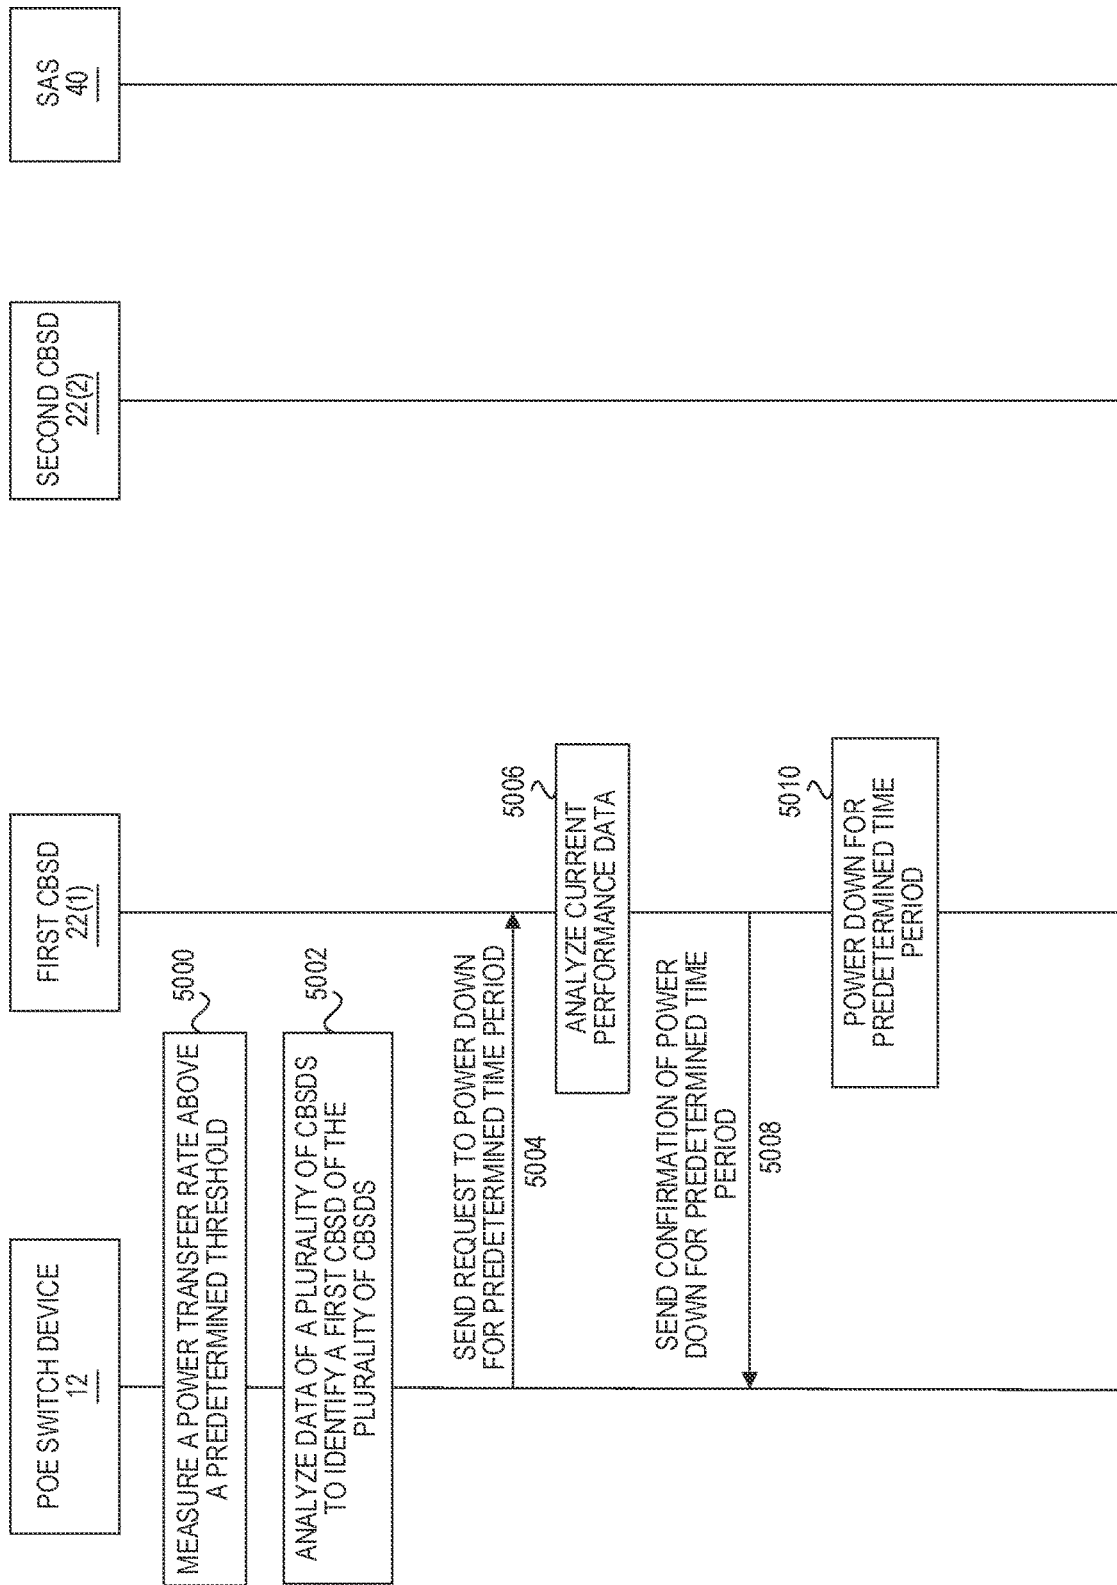 POE SWITCH DEVICE
12
FIRST CBSD
22(1)
SECOND CBSD
22(2)
SAS
40
5000
MEASURE A POWER TRANSFER RATE ABOVE
A PREDETERMINED THRESHOLD
5002
ANALYZE DATA OF A PLURALITY OF CBSDS
TO IDENTIFY A FIRST CBSD OF THE
PLURALITY OF CBSDS
SEND REQUEST TO POWER DOWN
FOR PREDETERMINED TIME PERIOD
5004
5006
ANALYZE CURRENT
PERFORMANCE DATA
SEND CONFIRMATION OF POWER
DOWN FOR PREDETERMINED TIME
PERIOD
5008
5010
POWER DOWN FOR
PREDETERMINED TIME
PERIOD